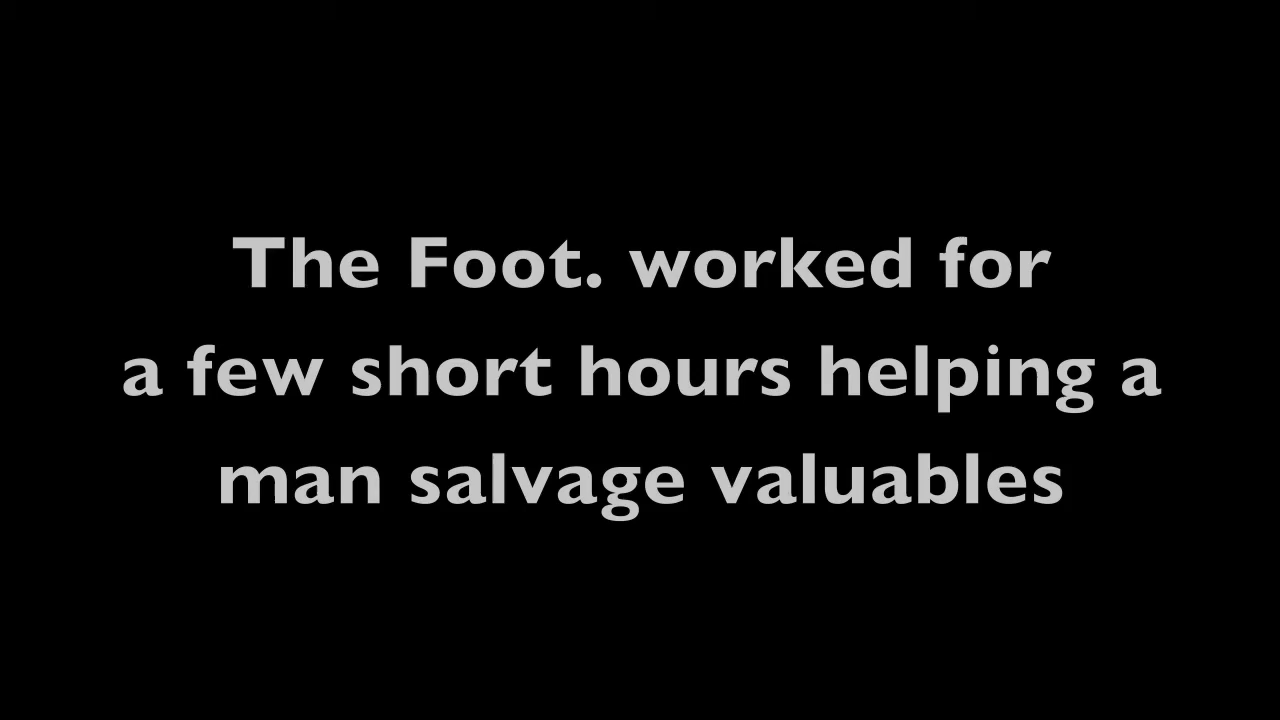 The Foot. worked for
a few short hours helping a
man salvage valuables